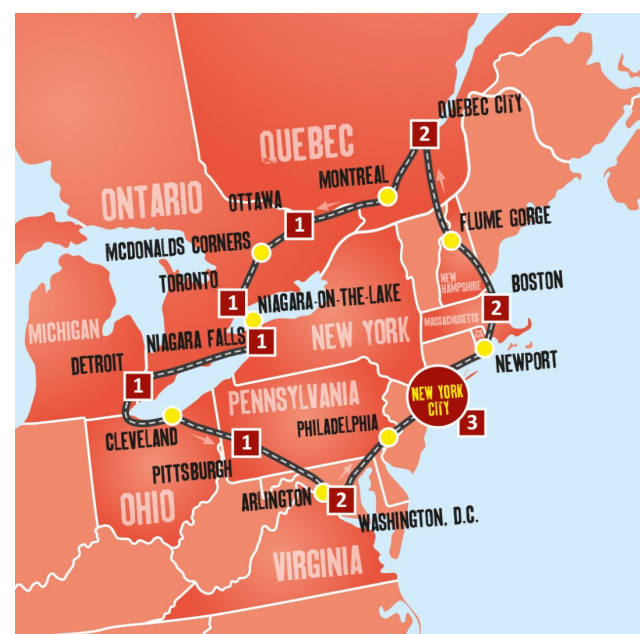 QUEBEC CITY
2
QUEBEC
MONTREAL
ONTARIO
OTTAWA
1
FLUME GORGE
MCDONALDS CORNERS
TORONTO
1
NIAGARA-ON-THE-LAKE
NEW HAMPSHIRE
BOSTON
2
MASSACHUSETTS
MICHIGAN
NIAGARA FALLS
1
NEW YORK
DETROIT
1
NEWPORT
PENNSYLVANIA
NEW YORK
CITY
3
CLEVELAND
PHILADELPHIA
PITTSBURGH
1
OHIO
ARLINGTON
2
WASHINGTON, D.C.
VIRGINIA